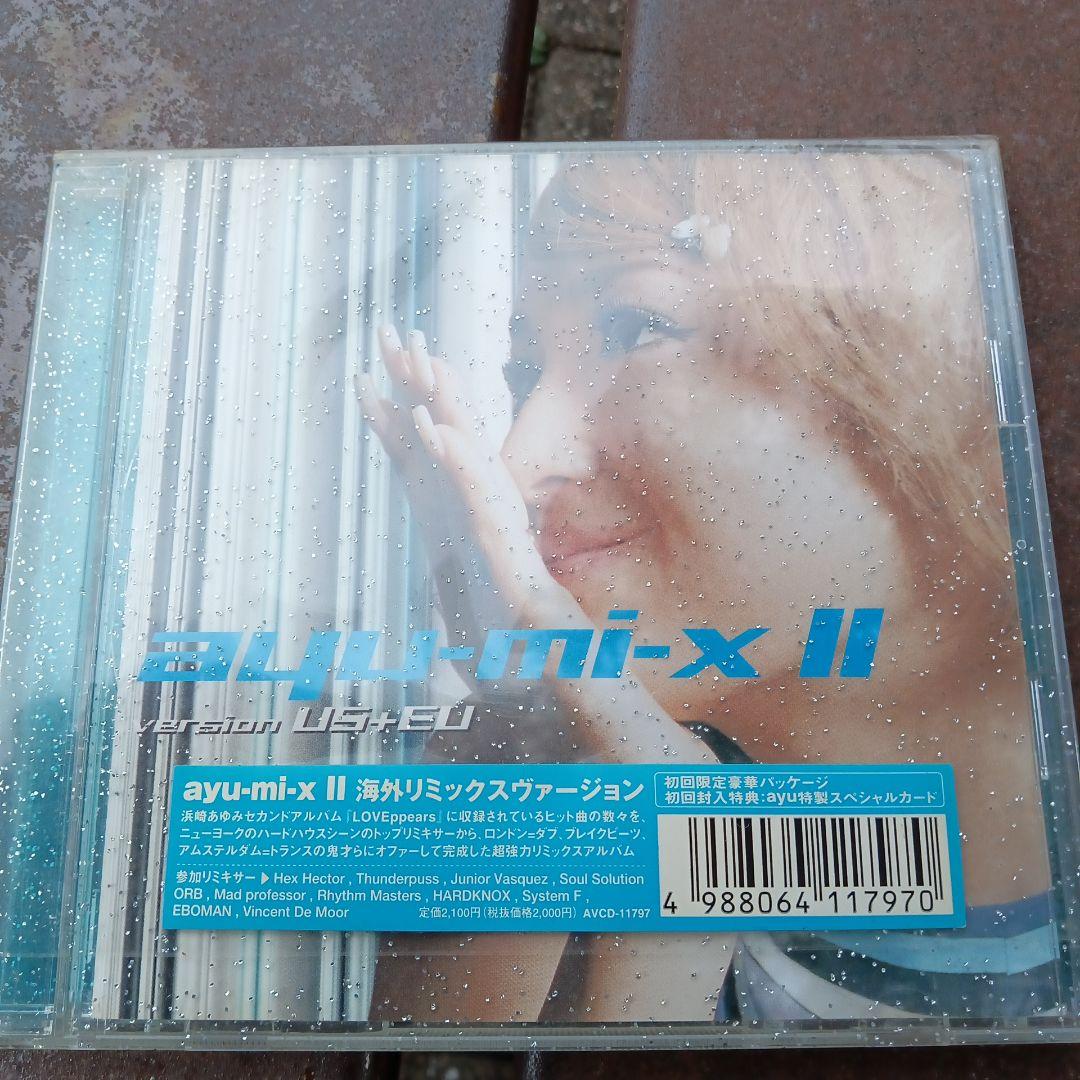 ayu-mi-x II
version US+EU
ayu-mi-x II 海外リミックスヴァージョン
浜崎あゆみセカンドアルバム『LOVEppears』に収録されているヒット曲の数々を、
ニューヨークのハードハウスシーンのトップリミキサーから、ロンドン=ダブ、ブレイクビーツ、
アムステルダム=トランスの鬼才らにオファーして完成した超強力リミックスアルバム
参加リミキサー▶Hex Hector , Thunderpuss , Junior Vasquez , Soul Solution
ORB , Mad professor , Rhythm Masters , HARDKNOX , System F ,
EBOMAN , Vincent De Moor
定価2,100円(税抜価格2,000円) AVCD-11797
初回限定豪華パッケージ
初回封入特典:ayu特製スペシャルカード
4 988064 117970